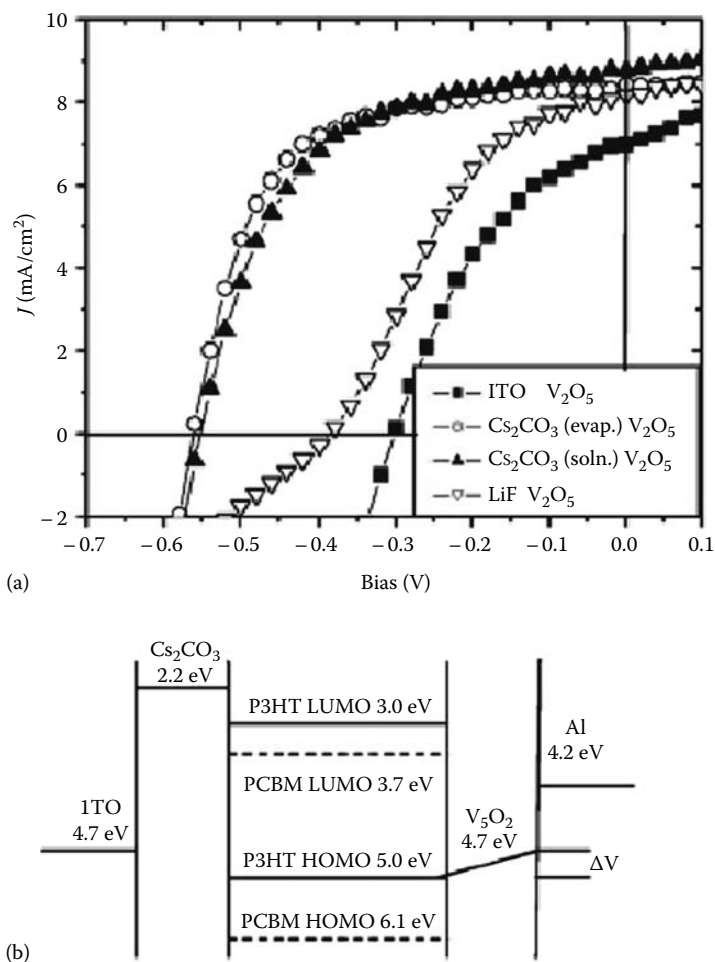 10
8
6
4
2
0
−2
J (mA/cm²)
−0.7 −0.6 −0.5 −0.4 −0.3 −0.2 −0.1 0.0 0.1
Bias (V)
ITO V₂O₅
Cs₂CO₃ (evap.) V₂O₅
Cs₂CO₃ (soln.) V₂O₅
LiF V₂O₅
(a)
Cs₂CO₃
2.2 eV
P3HT LUMO 3.0 eV
PCBM LUMO 3.7 eV
Al
4.2 eV
1TO
4.7 eV
V₅O₂
4.7 eV
P3HT HOMO 5.0 eV
ΔV
PCBM HOMO 6.1 eV
(b)